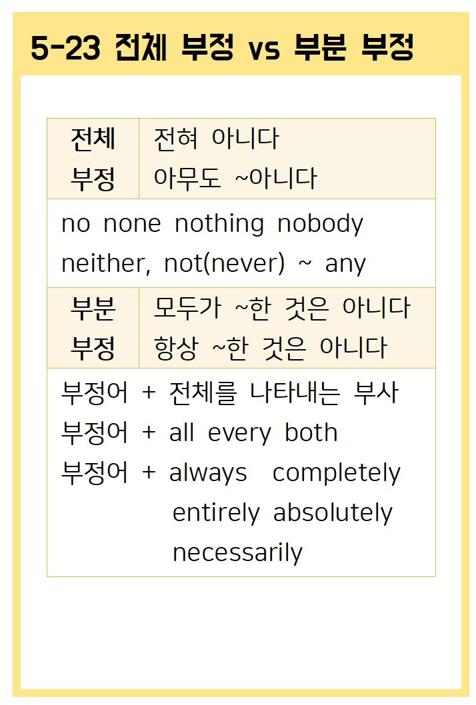 5-23 전체 부정 vs 부분 부정
전체 부정
전혀 아니다
아무도 ~아니다
no none nothing nobody
neither, not(never) ~ any
부분 부정
모두가 ~한 것은 아니다
항상 ~한 것은 아니다
부정어 + 전체를 나타내는 부사
부정어 + all every both
부정어 + always completely
entirely absolutely
necessarily